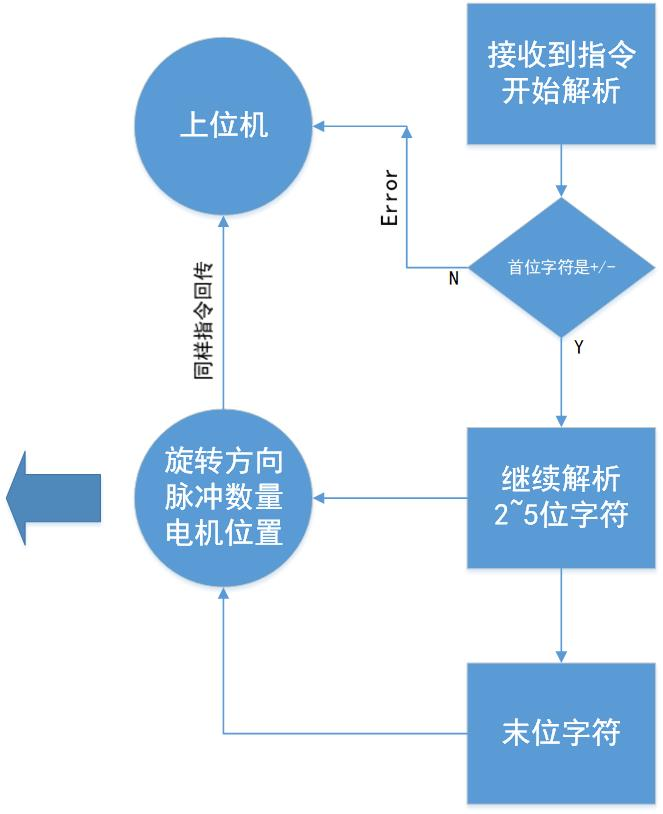 接收到指令
开始解析
上位机
Error
首位字符是+/-
N
Y
同样指令回传
旋转方向
脉冲数量
电机位置
继续解析
2~5位字符
末位字符